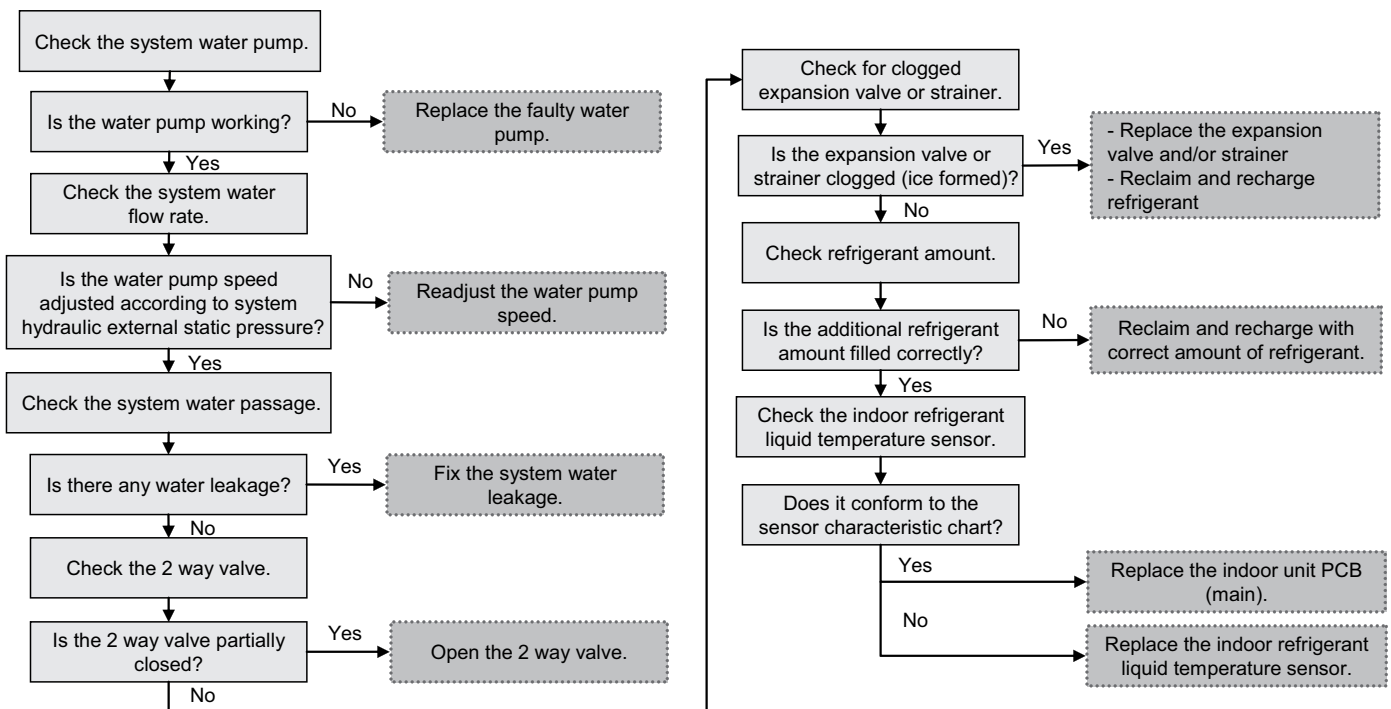 Check the system water pump.
Is the water pump working?
No
Replace the faulty water
pump.
Yes
Check the system water
flow rate.
Is the water pump speed
adjusted according to system
hydraulic external static pressure?
No
Readjust the water pump
speed.
Yes
Check the system water passage.
Is there any water leakage?
Yes
Fix the system water
leakage.
No
Check the 2 way valve.
Is the 2 way valve partially
closed?
Yes
Open the 2 way valve.
No
Check for clogged
expansion valve or strainer.
Is the expansion valve or
strainer clogged (ice formed)?
Yes
- Replace the expansion
valve and/or strainer
- Reclaim and recharge
refrigerant
No
Check refrigerant amount.
Is the additional refrigerant
amount filled correctly?
No
Reclaim and recharge with
correct amount of refrigerant.
Yes
Check the indoor refrigerant
liquid temperature sensor.
Does it conform to the
sensor characteristic chart?
Yes
Replace the indoor unit PCB
(main).
No
Replace the indoor refrigerant
liquid temperature sensor.